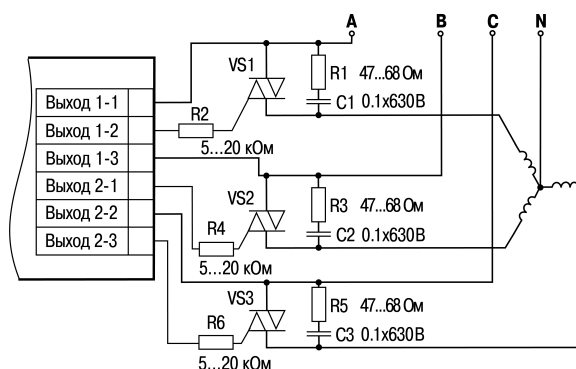 A B C N
VS1
R1 47...68 Ом
C1 0.1x630В
Выход 1-1
R2
Выход 1-2
5...20 кОм
Выход 1-3
Выход 2-1
VS2
R3 47...68 Ом
Выход 2-2
R4
C2 0.1x630В
Выход 2-3
5...20 кОм
VS3
R5 47...68 Ом
R6
C3 0.1x630В
5...20 кОм